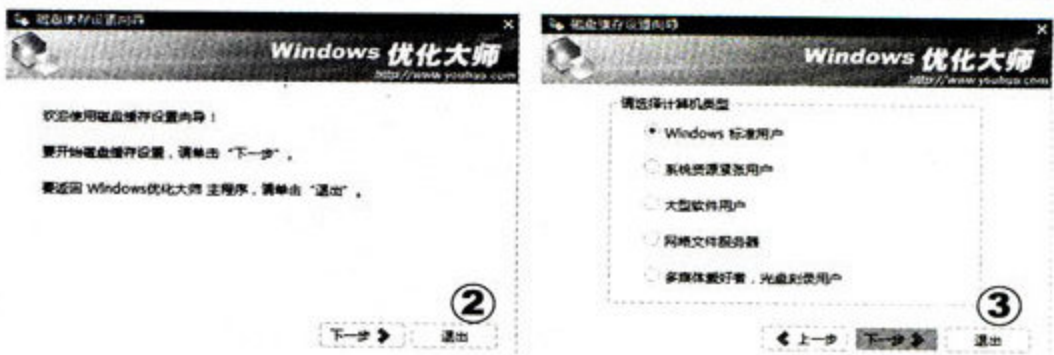 磁盘缓存设置向导
Windows 优化大师
http://www.youhua.com
欢迎使用磁盘缓存设置向导！
要开始磁盘缓存设置，请单击“下一步”。
要返回 Windows优化大师 主程序，请单击“退出”。
②
下一步
退出
磁盘缓存设置向导
Windows 优化大师
http://www.youhua.com
请选择计算机类型
Windows 标准用户
系统资源紧张用户
大型软件用户
网络文件服务器
多媒体爱好者，光盘刻录用户
③
上一步
下一步
退出